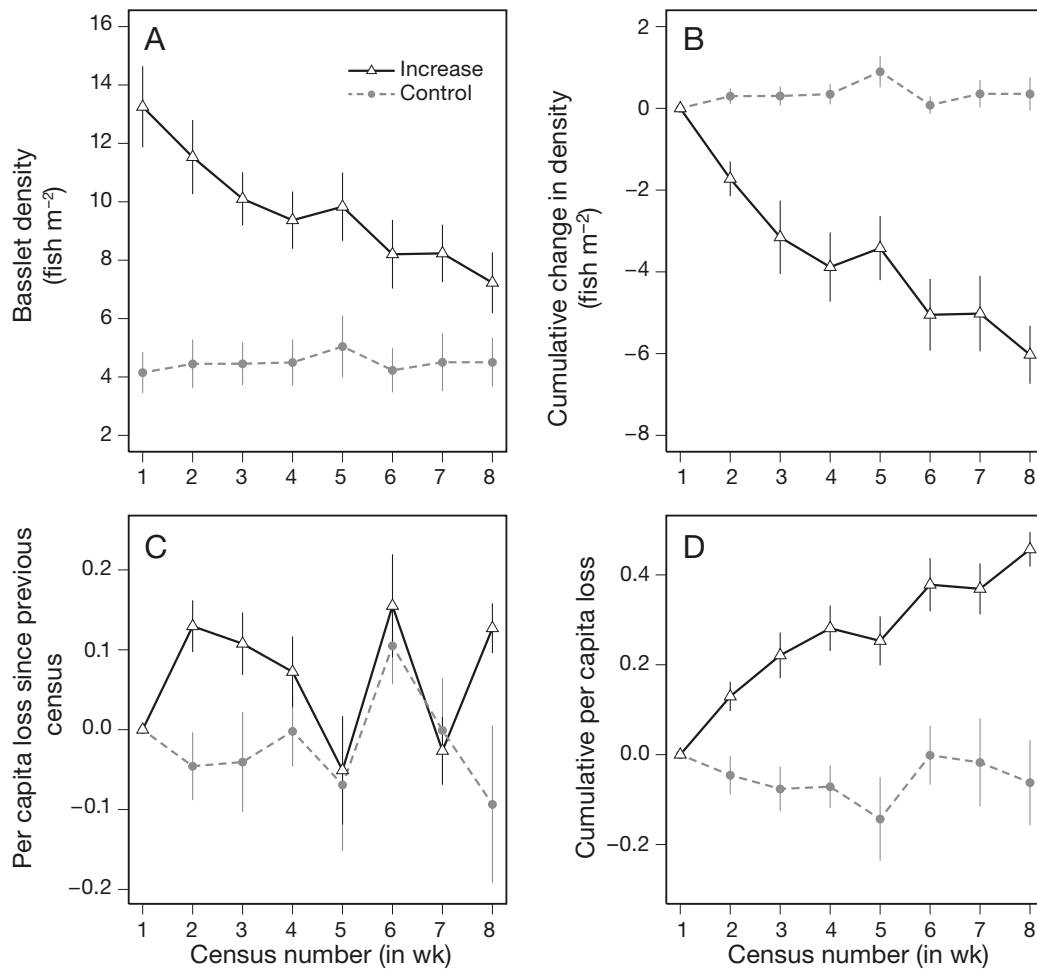 A
Increase
Control
16
14
12
10
8
6
4
2
Basslet density
(fish m⁻²)
1 2 3 4 5 6 7 8
B
2
0
−2
−4
−6
−8
Cumulative change in density
(fish m⁻²)
1 2 3 4 5 6 7 8
C
0.2
0.1
0.0
−0.1
−0.2
Per capita loss since previous
census
1 2 3 4 5 6 7 8
Census number (in wk)
D
0.4
0.2
0.0
−0.2
Cumulative per capita loss
1 2 3 4 5 6 7 8
Census number (in wk)